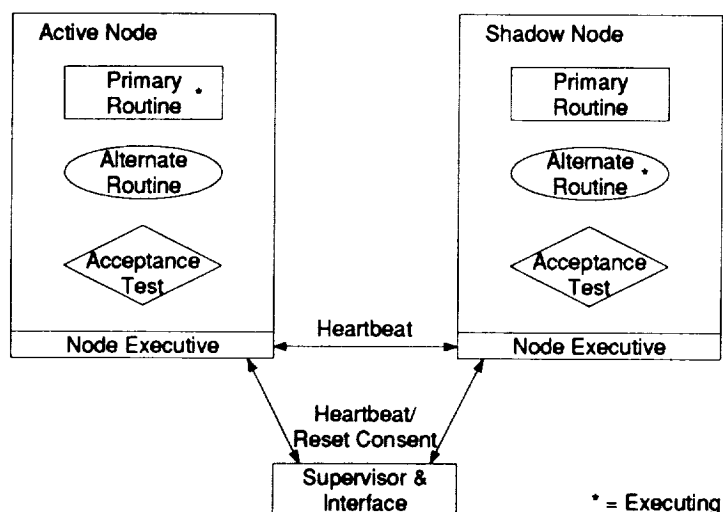 Active Node
Primary
Routine *
Alternate
Routine
Acceptance
Test
Node Executive
Shadow Node
Primary
Routine
Alternate
Routine *
Acceptance
Test
Node Executive
Heartbeat
Heartbeat/
Reset Consent
Supervisor &
Interface
* = Executing